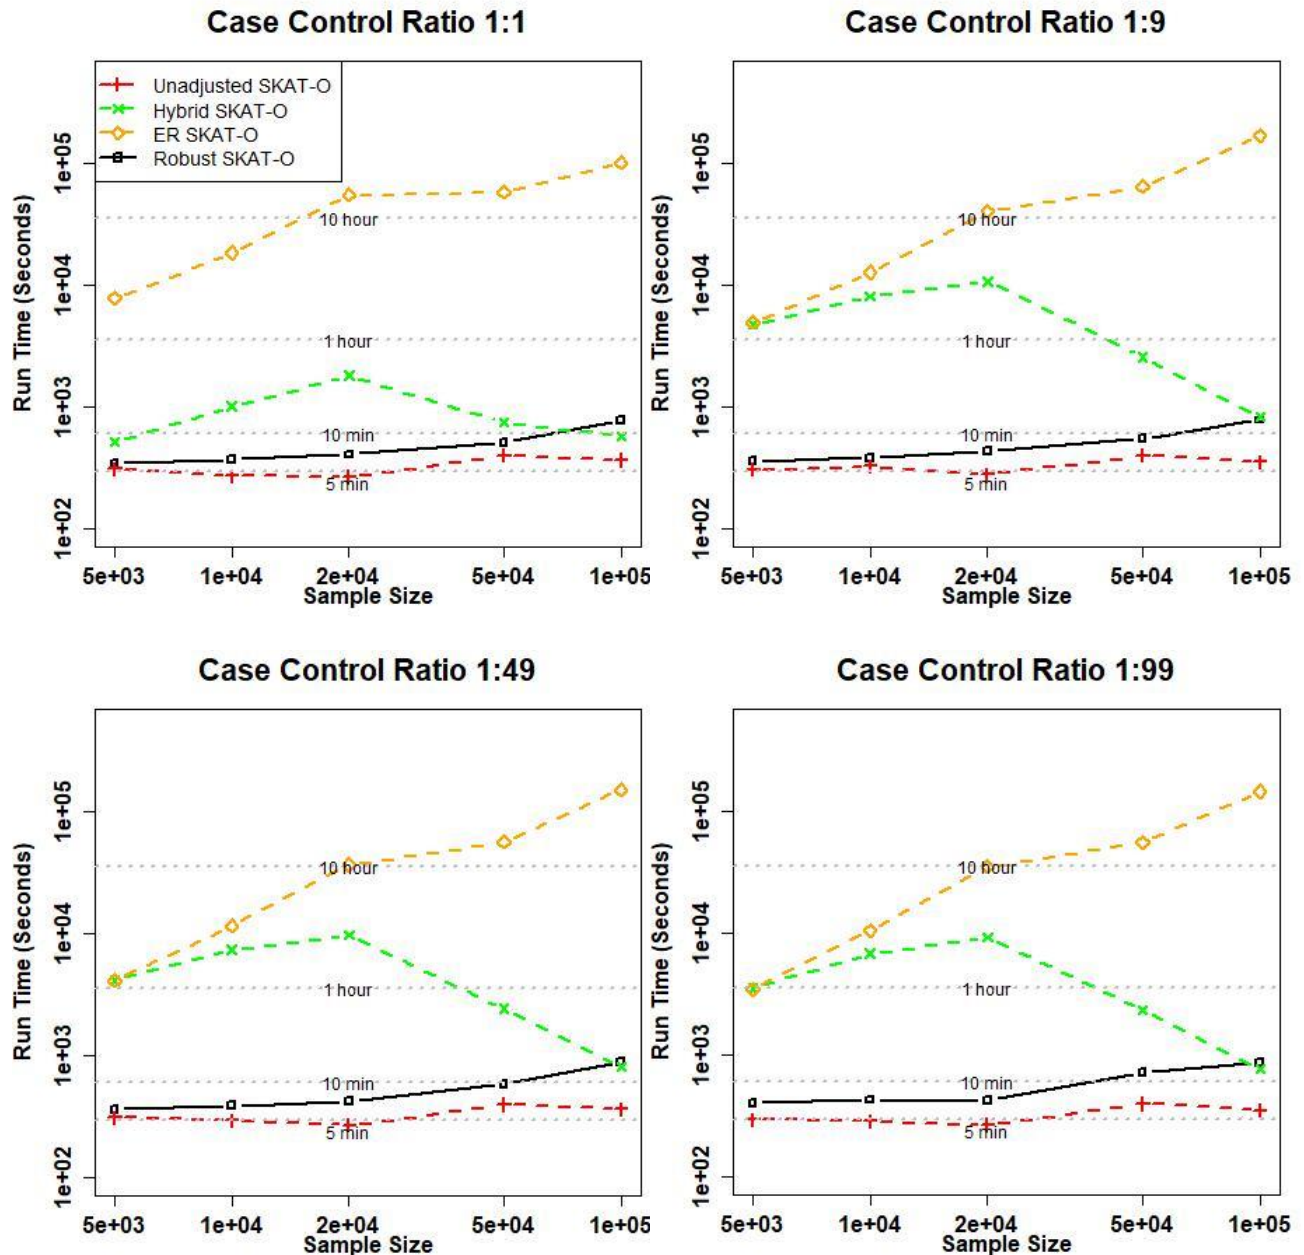 Case Control Ratio 1:1
Unadjusted SKAT-O
Hybrid SKAT-O
ER SKAT-O
Robust SKAT-O
Run Time (Seconds)
1e+05
1e+04
1e+03
1e+02
10 hour
1 hour
10 min
5 min
5e+03 1e+04 2e+04 5e+04 1e+05
Sample Size
Case Control Ratio 1:9
Run Time (Seconds)
1e+05
1e+04
1e+03
1e+02
10 hour
1 hour
10 min
5 min
5e+03 1e+04 2e+04 5e+04 1e+05
Sample Size
Case Control Ratio 1:49
Run Time (Seconds)
1e+05
1e+04
1e+03
1e+02
10 hour
1 hour
10 min
5 min
5e+03 1e+04 2e+04 5e+04 1e+05
Sample Size
Case Control Ratio 1:99
Run Time (Seconds)
1e+05
1e+04
1e+03
1e+02
10 hour
1 hour
10 min
5 min
5e+03 1e+04 2e+04 5e+04 1e+05
Sample Size